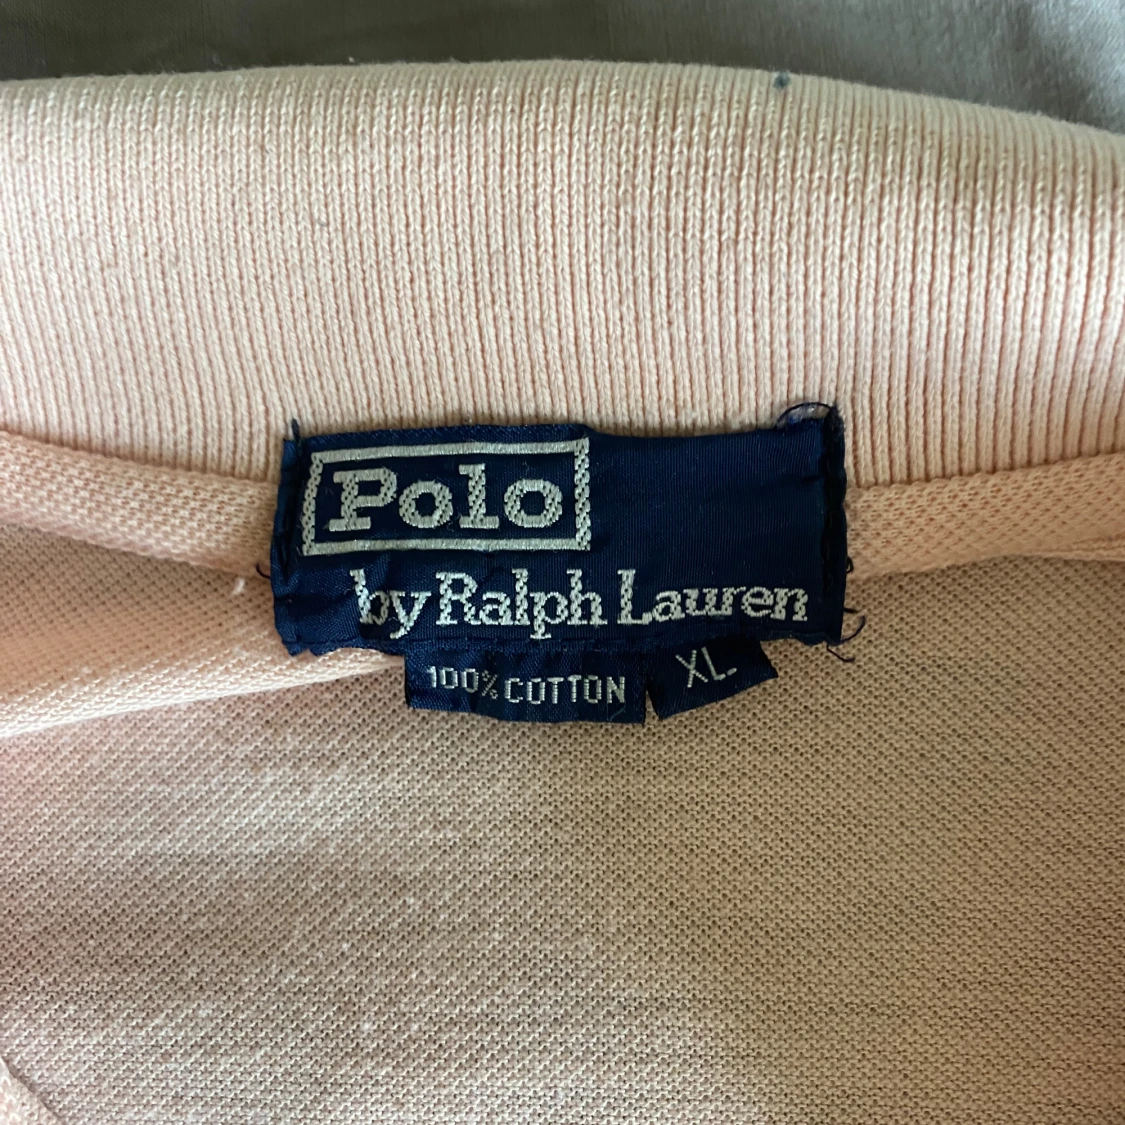 Polo
by Ralph Lauren
100% COTTON
XL